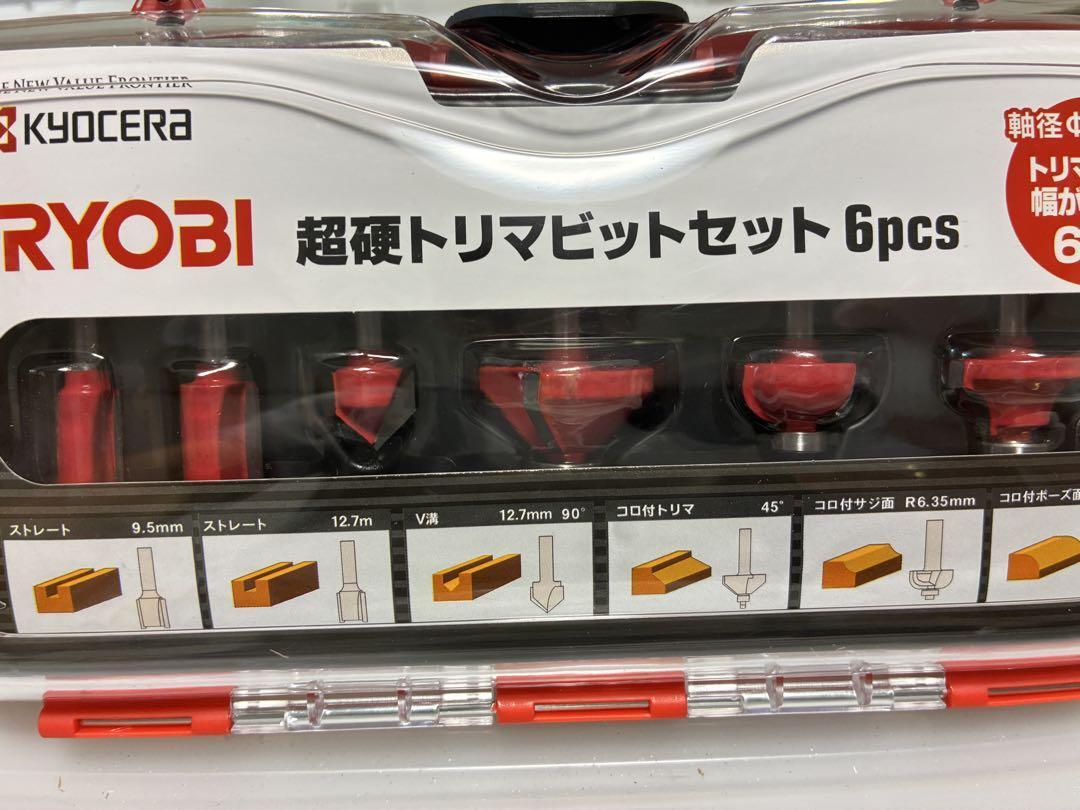 NEW VALUE FRONTIER
KYOCERA
RYOBI
超硬トリマビットセット 6pcs
軸径Φ
トリマ
幅が
6
ストレート 9.5mm
ストレート 12.7m
V溝 12.7mm 90°
コロ付トリマ 45°
コロ付サジ面 R6.35mm
コロ付ボーズ面